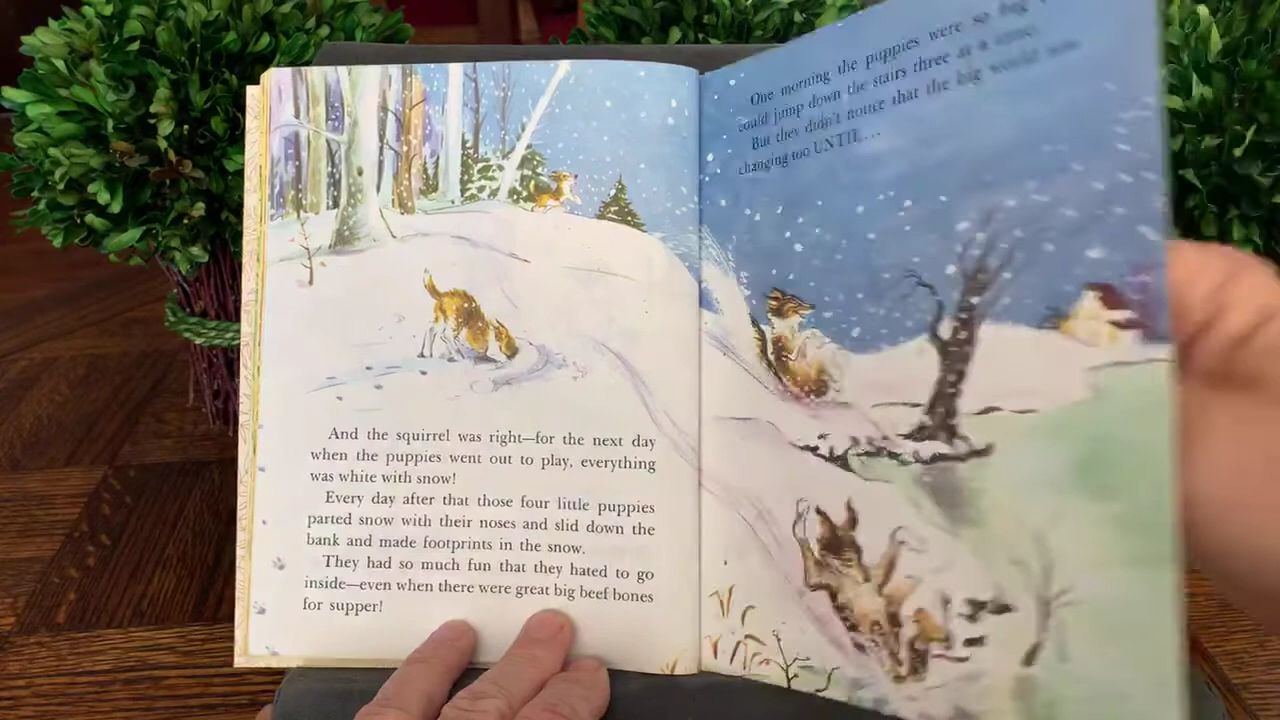 And the squirrel was right—for the next day
when the puppies went out to play, everything
was white with snow!
Every day after that those four little puppies
parted snow with their noses and slid down the
bank and made footprints in the snow.
They had so much fun that they hated to go
inside—even when there were great big beef bones
for supper!
One morning the puppies were so big
could jump down the stairs three at a time.
But they didn't notice that the big world was
changing too UNTIL...